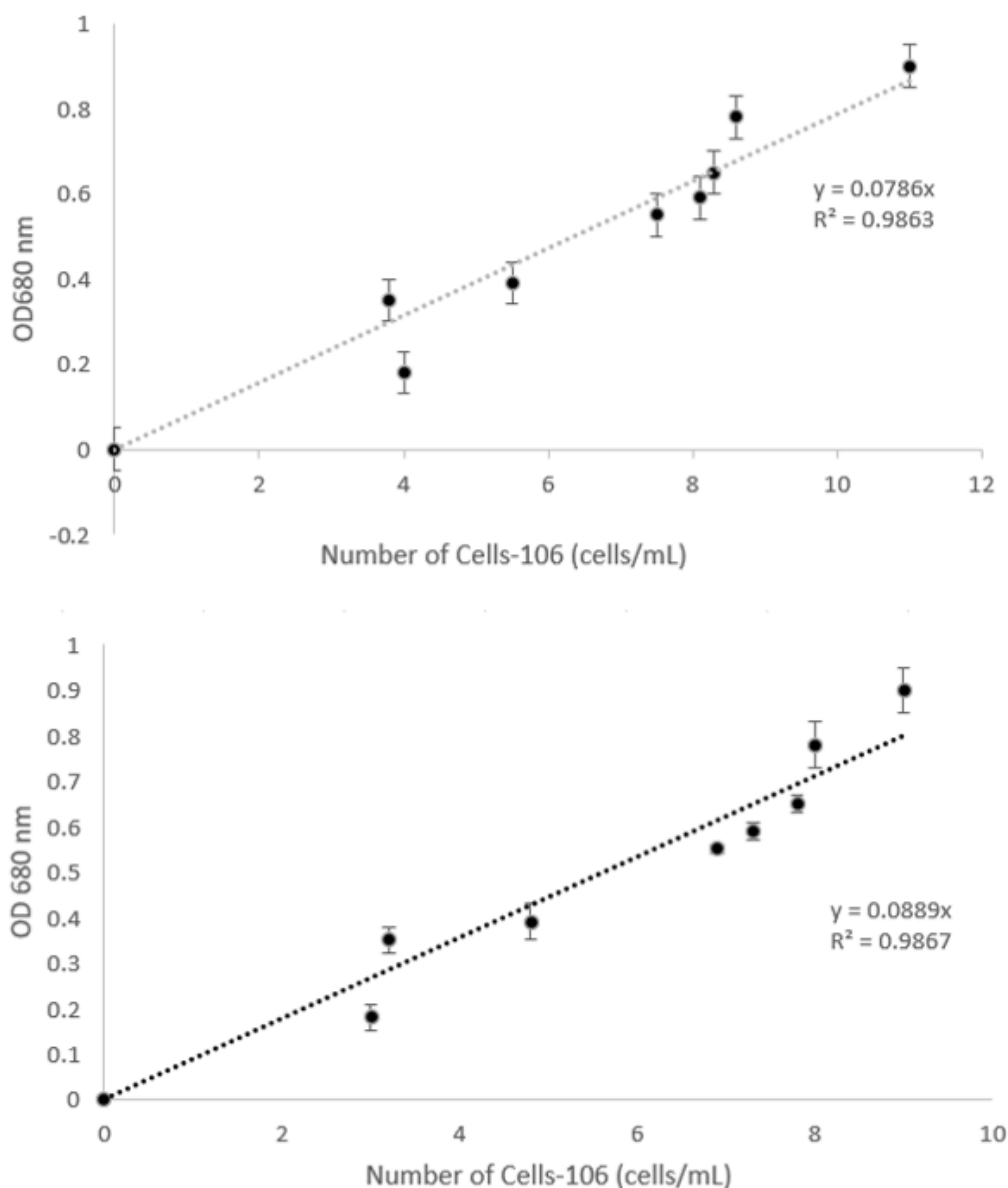 1
0.8
0.6
0.4
0.2
0
-0.2
OD680 nm
y = 0.0786x
R² = 0.9863
0 2 4 6 8 10 12
Number of Cells-106 (cells/mL)
1
0.9
0.8
0.7
0.6
0.5
0.4
0.3
0.2
0.1
0
OD 680 nm
y = 0.0889x
R² = 0.9867
0 2 4 6 8 10
Number of Cells-106 (cells/mL)